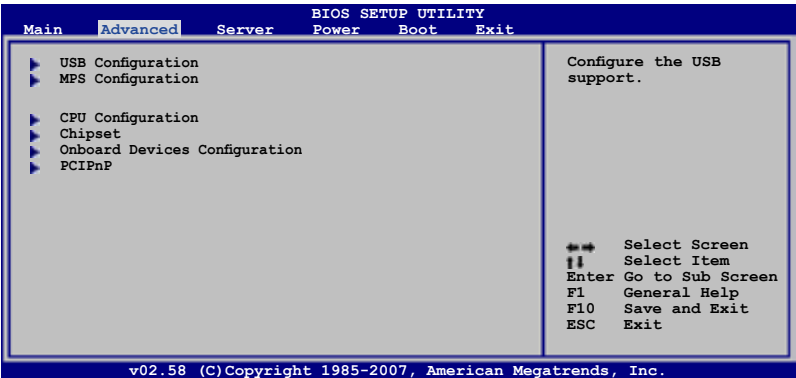 BIOS SETUP UTILITY
Main Advanced Server Power Boot Exit
USB Configuration
MPS Configuration
CPU Configuration
Chipset
Onboard Devices Configuration
PCIPnP
Configure the USB
support.
Select Screen
Select Item
Enter Go to Sub Screen
F1 General Help
F10 Save and Exit
ESC Exit
v02.58 (C)Copyright 1985-2007, American Megatrends, Inc.